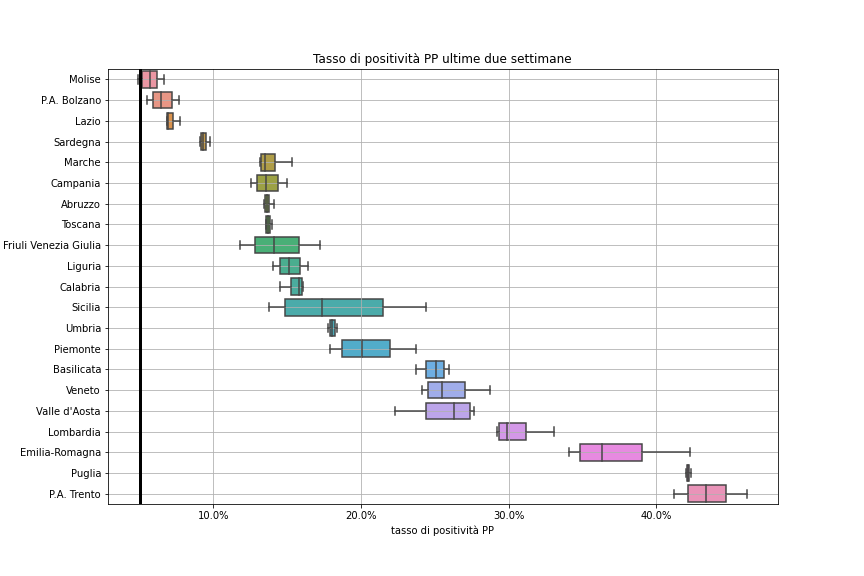 Tasso di positività PP ultime due settimane
Molise
P.A. Bolzano
Lazio
Sardegna
Marche
Campania
Abruzzo
Toscana
Friuli Venezia Giulia
Liguria
Calabria
Sicilia
Umbria
Piemonte
Basilicata
Veneto
Valle d'Aosta
Lombardia
Emilia-Romagna
Puglia
P.A. Trento
10.0% 20.0% 30.0% 40.0%
tasso di positività PP